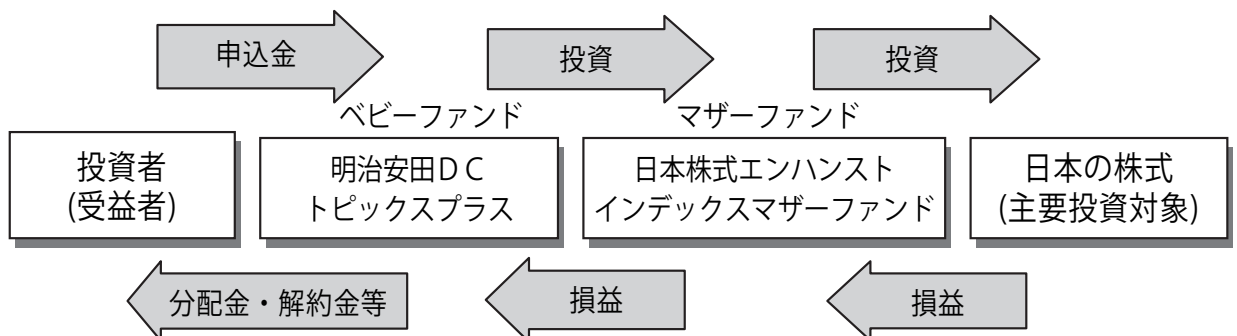 申込金
投資
投資
ベビーファンド
マザーファンド
投資者
(受益者)
明治安田ＤＣ
トピックスプラス
日本株式エンハンスト
インデックスマザーファンド
日本の株式
(主要投資対象)
分配金・解約金等
損益
損益